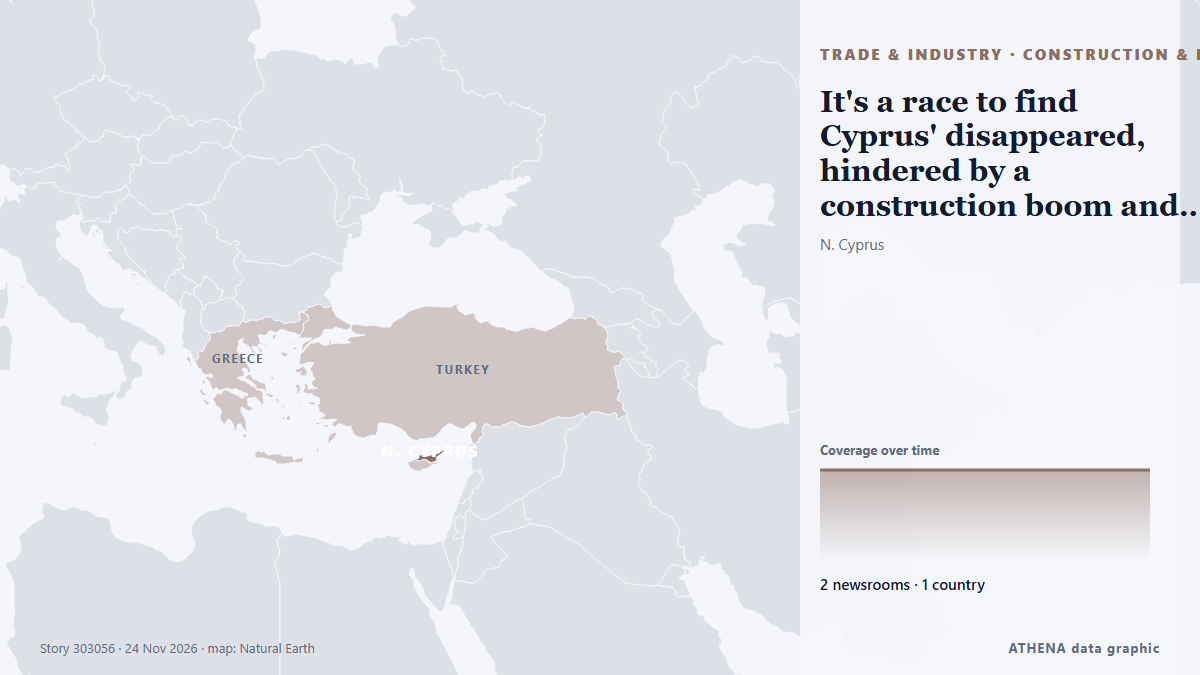 TRADE & INDUSTRY · CONSTRUCTION &
It's a race to find
Cyprus' disappeared,
hindered by a
construction boom and..
N. Cyprus
GREECE
TURKEY
N. CYPRUS
Coverage over time
2 newsrooms · 1 country
Story 303056 · 24 Nov 2026 · map: Natural Earth
ATHENA data graphic